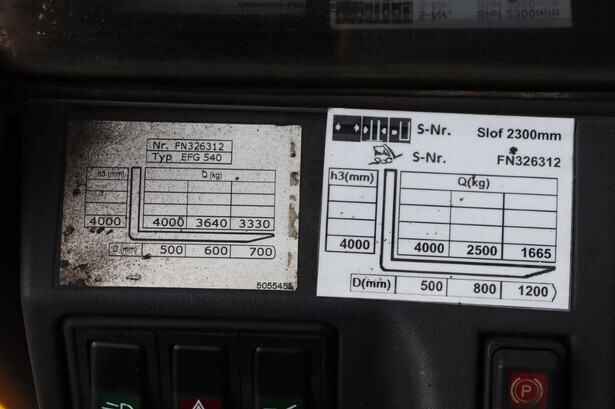 Nr. FN326312
Typ EFG 540
h3 (mm) Q (kg)
4000 4000 3640 3330
D (mm) 500 600 700
5055455
S-Nr. Slof 2300mm
S-Nr. FN326312
h3(mm) Q(kg)
4000 4000 2500 1665
D(mm) 500 800 1200
P